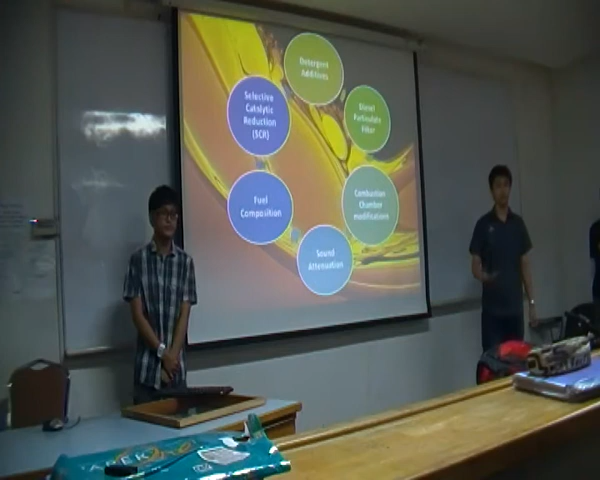 Detergent
Additives
Selective
Catalytic
Reduction
(SCR)
Diesel
Particulate
Filter
Fuel
Composition
Combustion
Chamber
modifications
Sound
Attenuation